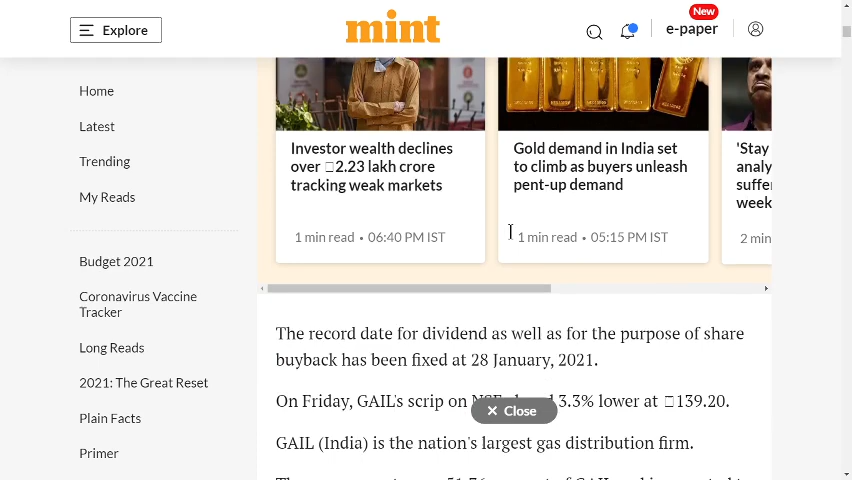 Explore
mint
New
e-paper
Home
Latest
Trending
My Reads
Budget 2021
Coronavirus Vaccine
Tracker
Long Reads
2021: The Great Reset
Plain Facts
Primer
Investor wealth declines
over □2.23 lakh crore
tracking weak markets
1 min read • 06:40 PM IST
Gold demand in India set
to climb as buyers unleash
pent-up demand
1 min read • 05:15 PM IST
'Stay
analy
suffe
week
2 min
The record date for dividend as well as for the purpose of share
buyback has been fixed at 28 January, 2021.
On Friday, GAIL's scrip on NSE 3.3% lower at □139.20.
Close
GAIL (India) is the nation's largest gas distribution firm.